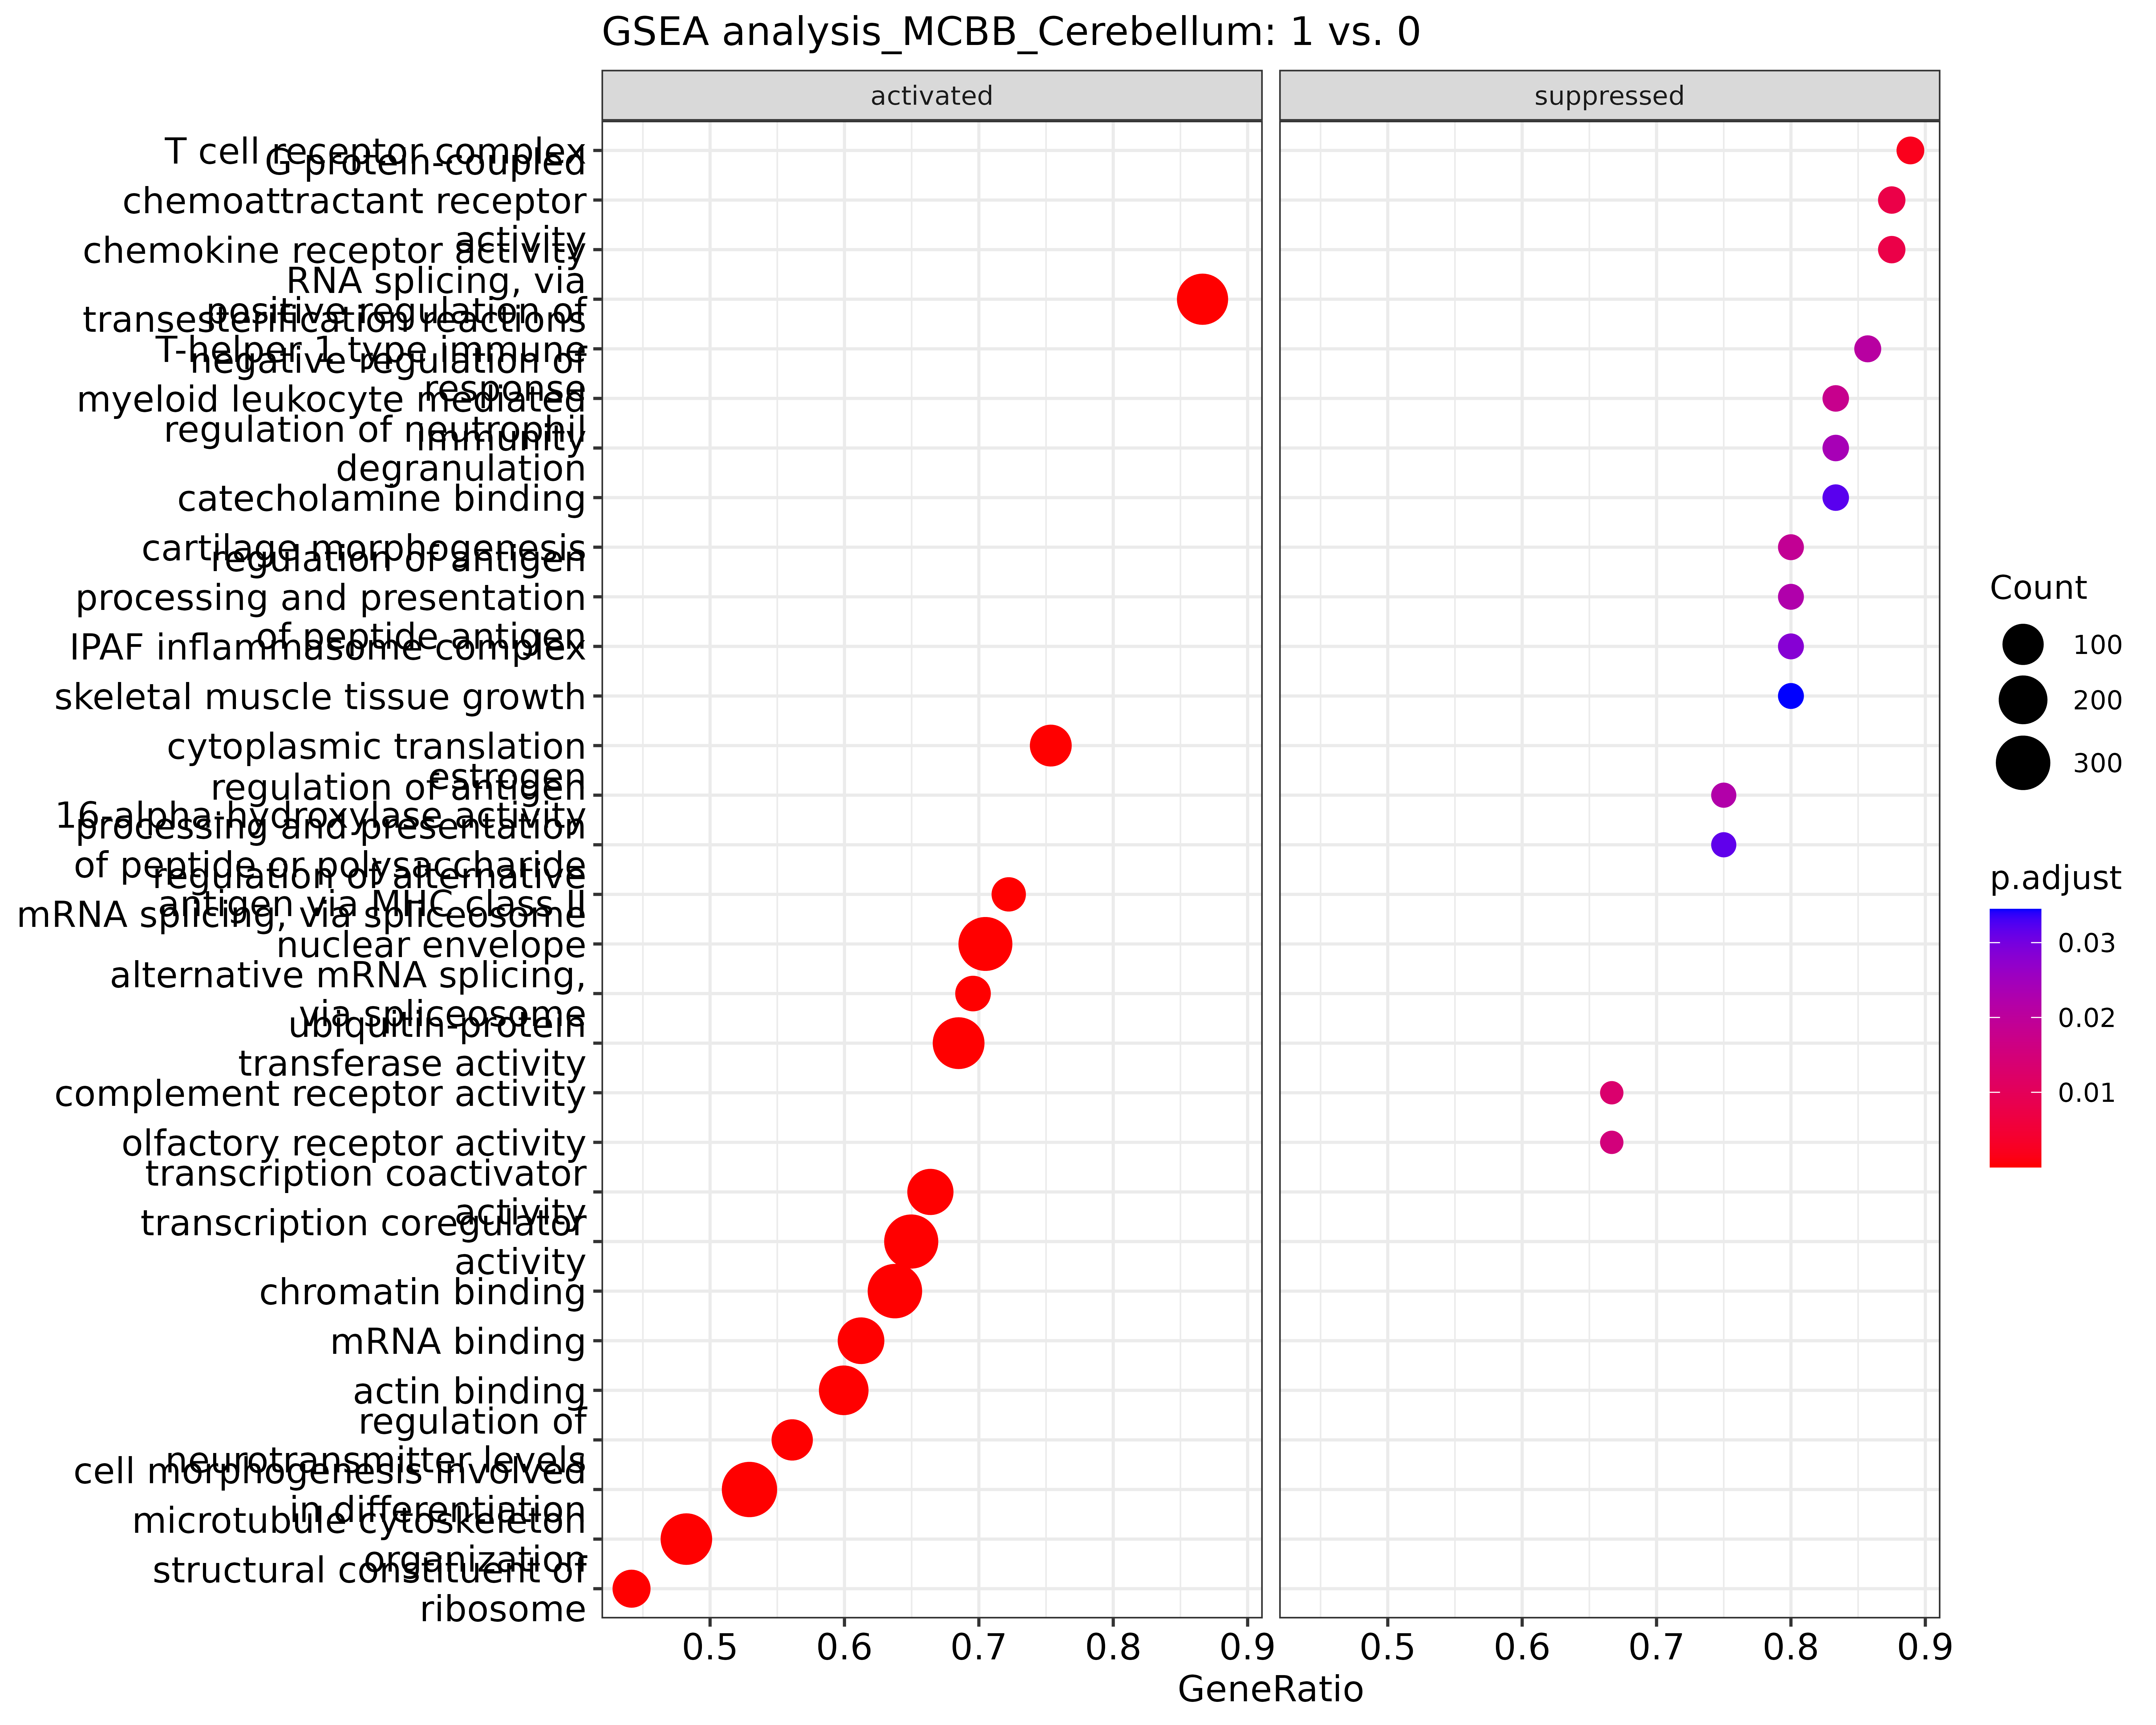 GSEA analysis_MCBB_Cerebellum: 1 vs. 0
activated
suppressed
T cell receptor complex
G protein-coupled
chemoattractant receptor
activity
chemokine receptor activity
RNA splicing, via
transesterification reactions
positive regulation of
T-helper 1 type immune
response
negative regulation of
myeloid leukocyte mediated
immunity
regulation of neutrophil
degranulation
catecholamine binding
cartilage morphogenesis
regulation of antigen
processing and presentation
of peptide antigen
IPAF inflammasome complex
skeletal muscle tissue growth
cytoplasmic translation
estrogen
16-alpha-hydroxylase activity
regulation of antigen
processing and presentation
of peptide or polysaccharide
antigen via MHC class II
regulation of alternative
mRNA splicing, via spliceosome
nuclear envelope
alternative mRNA splicing,
via spliceosome
ubiquitin-protein
transferase activity
complement receptor activity
olfactory receptor activity
transcription coactivator
activity
transcription coregulator
activity
chromatin binding
mRNA binding
actin binding
regulation of
neurotransmitter levels
cell morphogenesis involved
in differentiation
microtubule cytoskeleton
organization
structural constituent of
ribosome
0.5 0.6 0.7 0.8 0.9
0.5 0.6 0.7 0.8 0.9
GeneRatio
Count
100
200
300
p.adjust
0.03
0.02
0.01